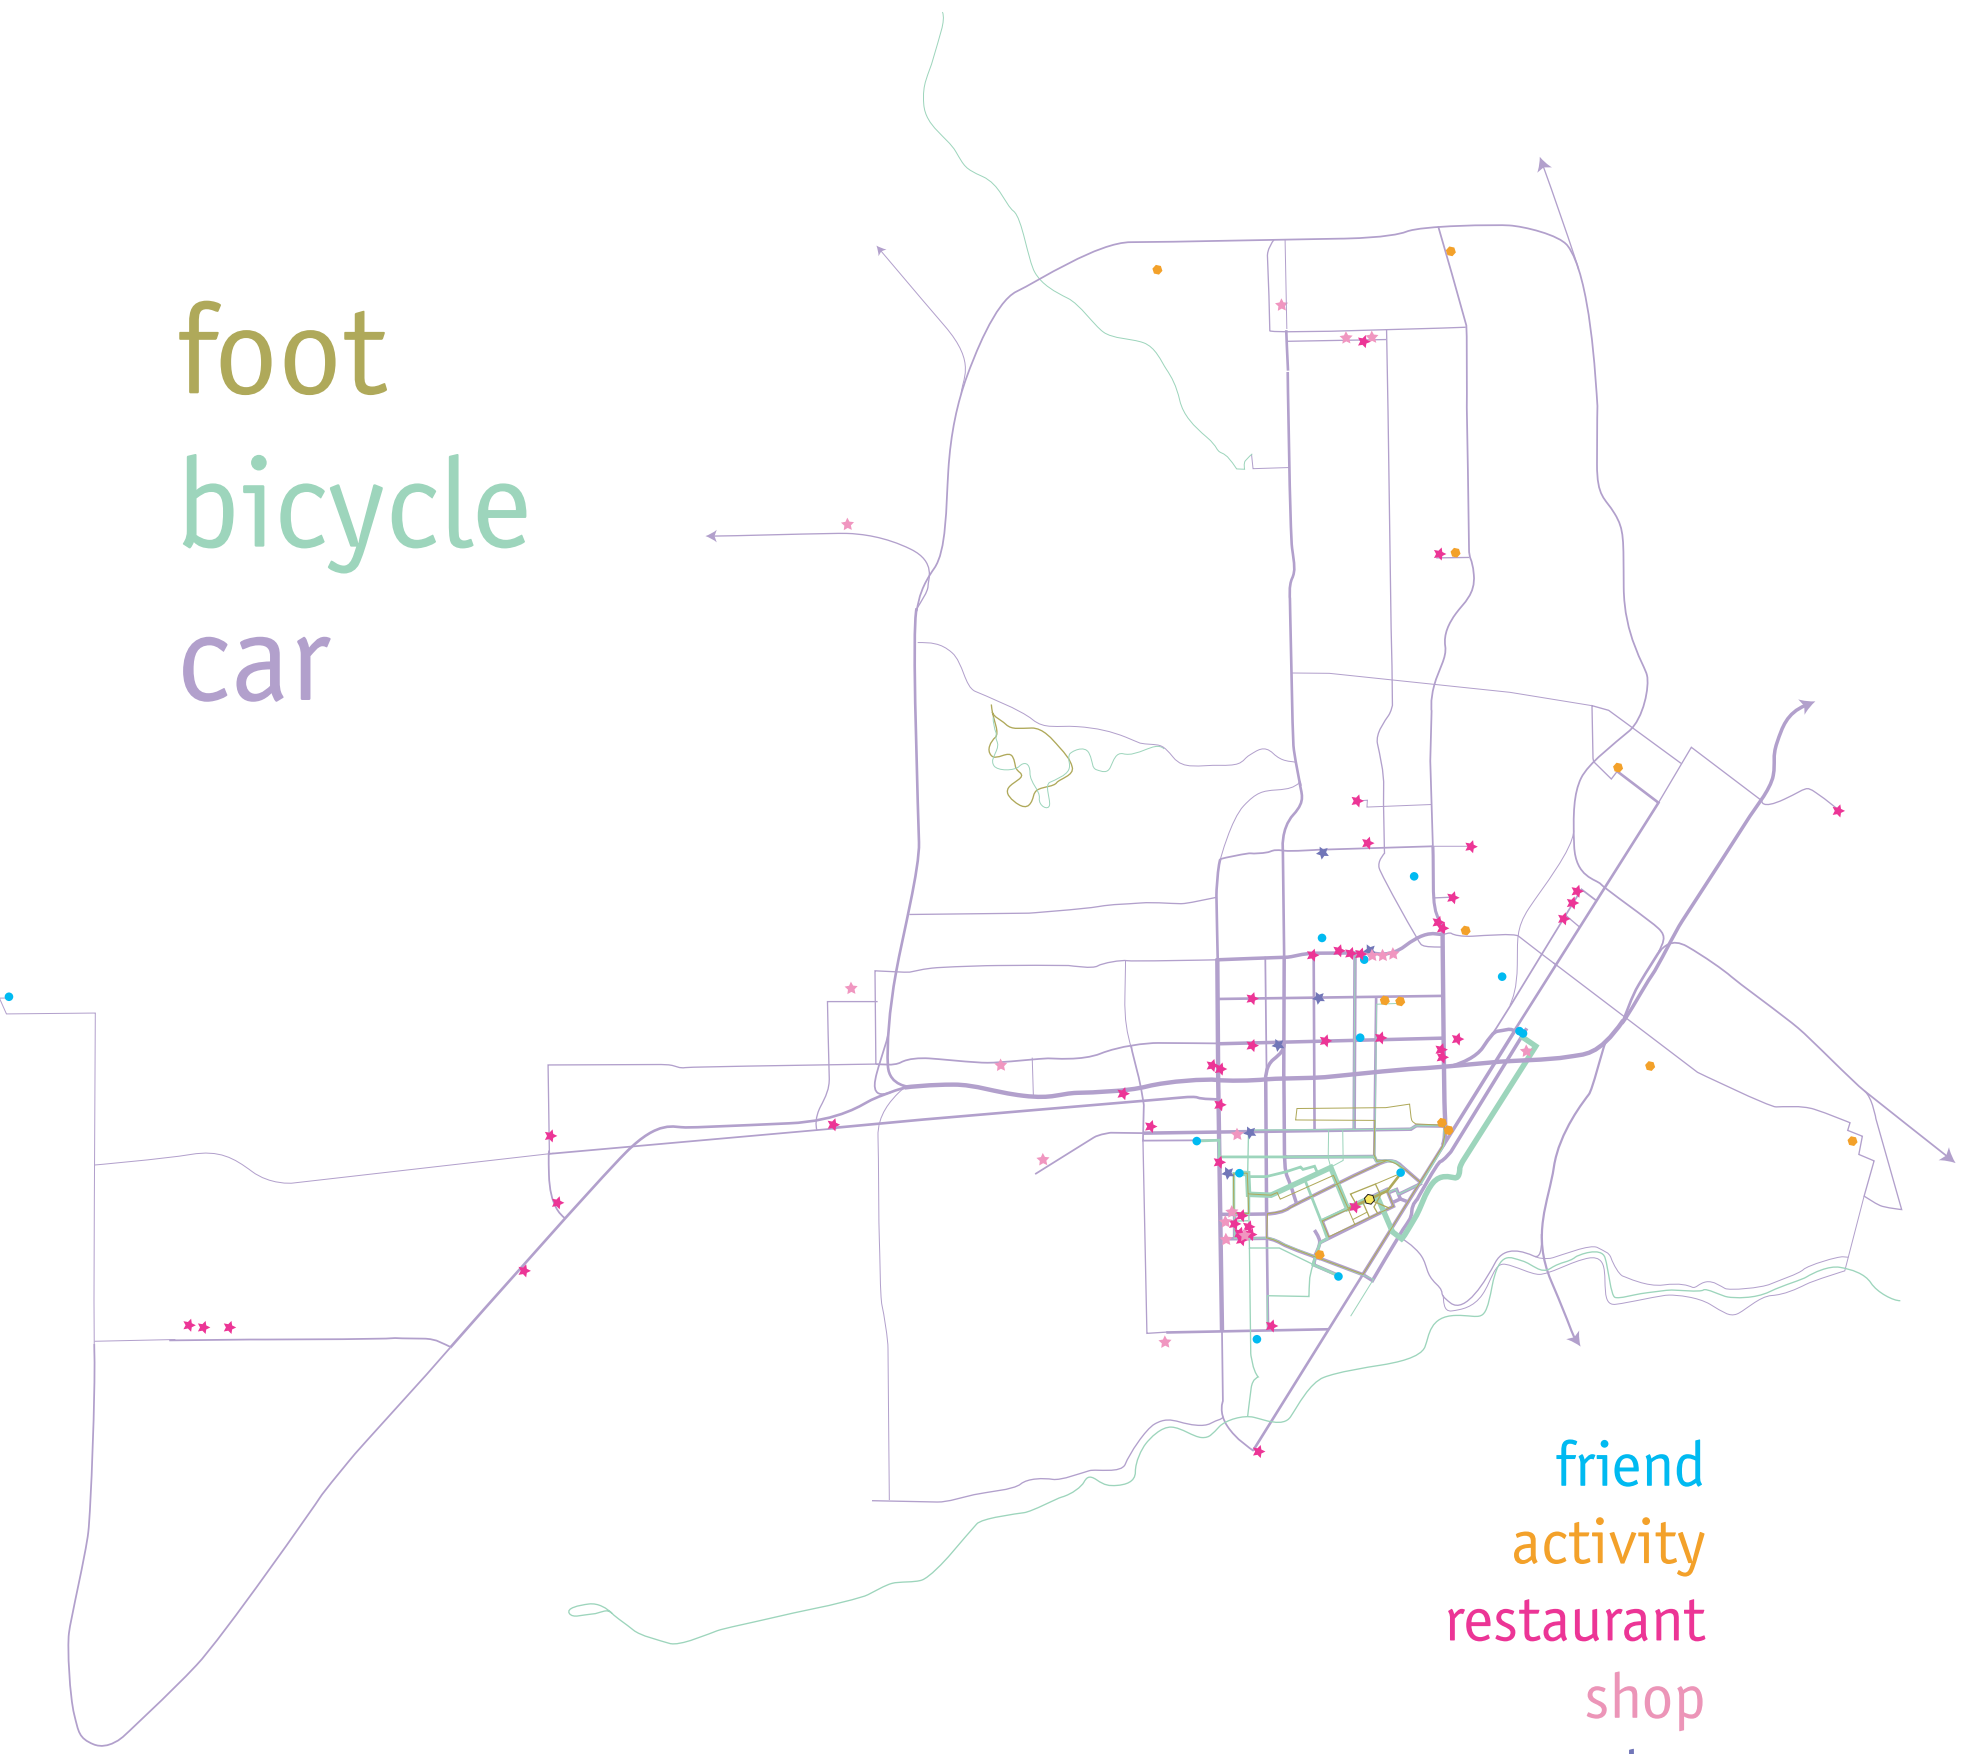 foot
bicycle
car
friend
activity
restaurant
shop